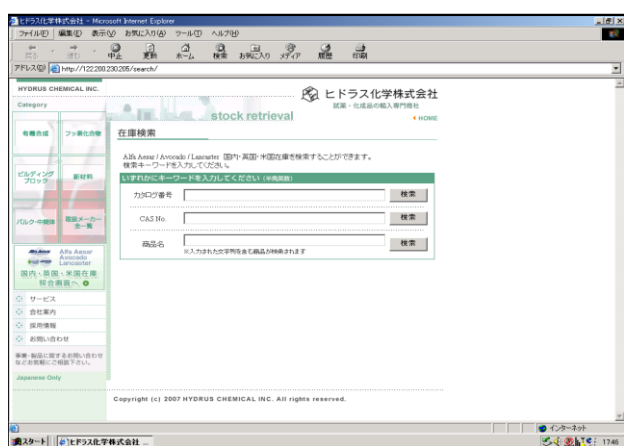 ヒドラス化学株式会社 - Microsoft Internet Explorer
ファイル(F) 編集(E) 表示(V) お気に入り(A) ツール(T) ヘルプ(H)
戻る 進む 中止 更新 ホーム 検索 お気に入り メディア 履歴 印刷
アドレス(D) http://122.200.230.205/search/
HYDRUS CHEMICAL INC.
Category
ヒドラス化学株式会社
試薬・化成品の輸入専門商社
stock retrieval
HOME
有機合成 フッ素化合物
ビルディングブロック 新材料
バルク・中間体 取扱メーカー一覧
在庫検索
Alfa Aesar / Avocado / Lancaster 国内・英国・米国在庫を検索することができます。
検索キーワードを入力してください。
いずれかにキーワードを入力してください (半角英数)
カタログ番号 検索
CAS No. 検索
商品名 検索
※入力された文字列を含む商品が検索されます
Alfa Aesar
Avocado
Lancaster
国内・英国・米国在庫
照会画面へ
サービス
会社案内
採用情報
お問い合わせ
Japanese Only
Copyright (c) 2007 HYDRUS CHEMICAL INC. All rights reserved.
インターネット
スタート ヒドラス化学株式会社 ...
17:46